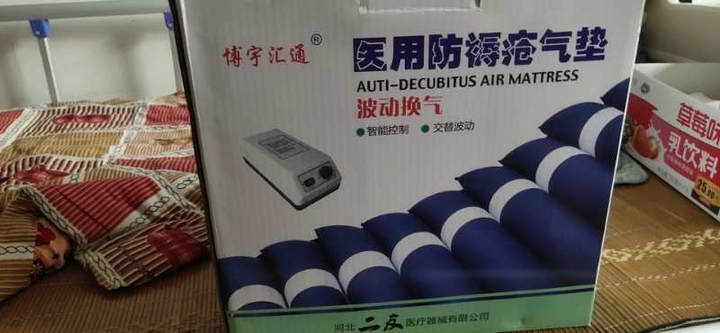 博宇汇通®
医用防褥疮气垫
AUTI-DECUBITUS AIR MATTRESS
波动换气
智能控制 交替波动
河北二友医疗器械有限公司
草莓味
乳饮料